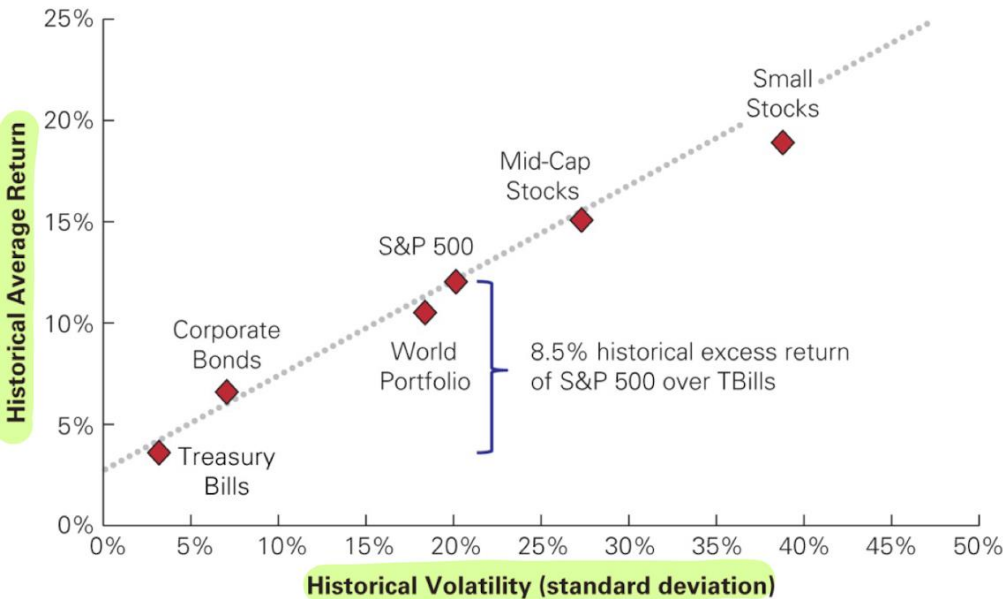 Historical Average Return
25%
20%
15%
10%
5%
0%
Small
Stocks
Mid-Cap
Stocks
S&P 500
Corporate
Bonds
World
Portfolio
8.5% historical excess return
of S&P 500 over TBills
Treasury
Bills
0% 5% 10% 15% 20% 25% 30% 35% 40% 45% 50%
Historical Volatility (standard deviation)